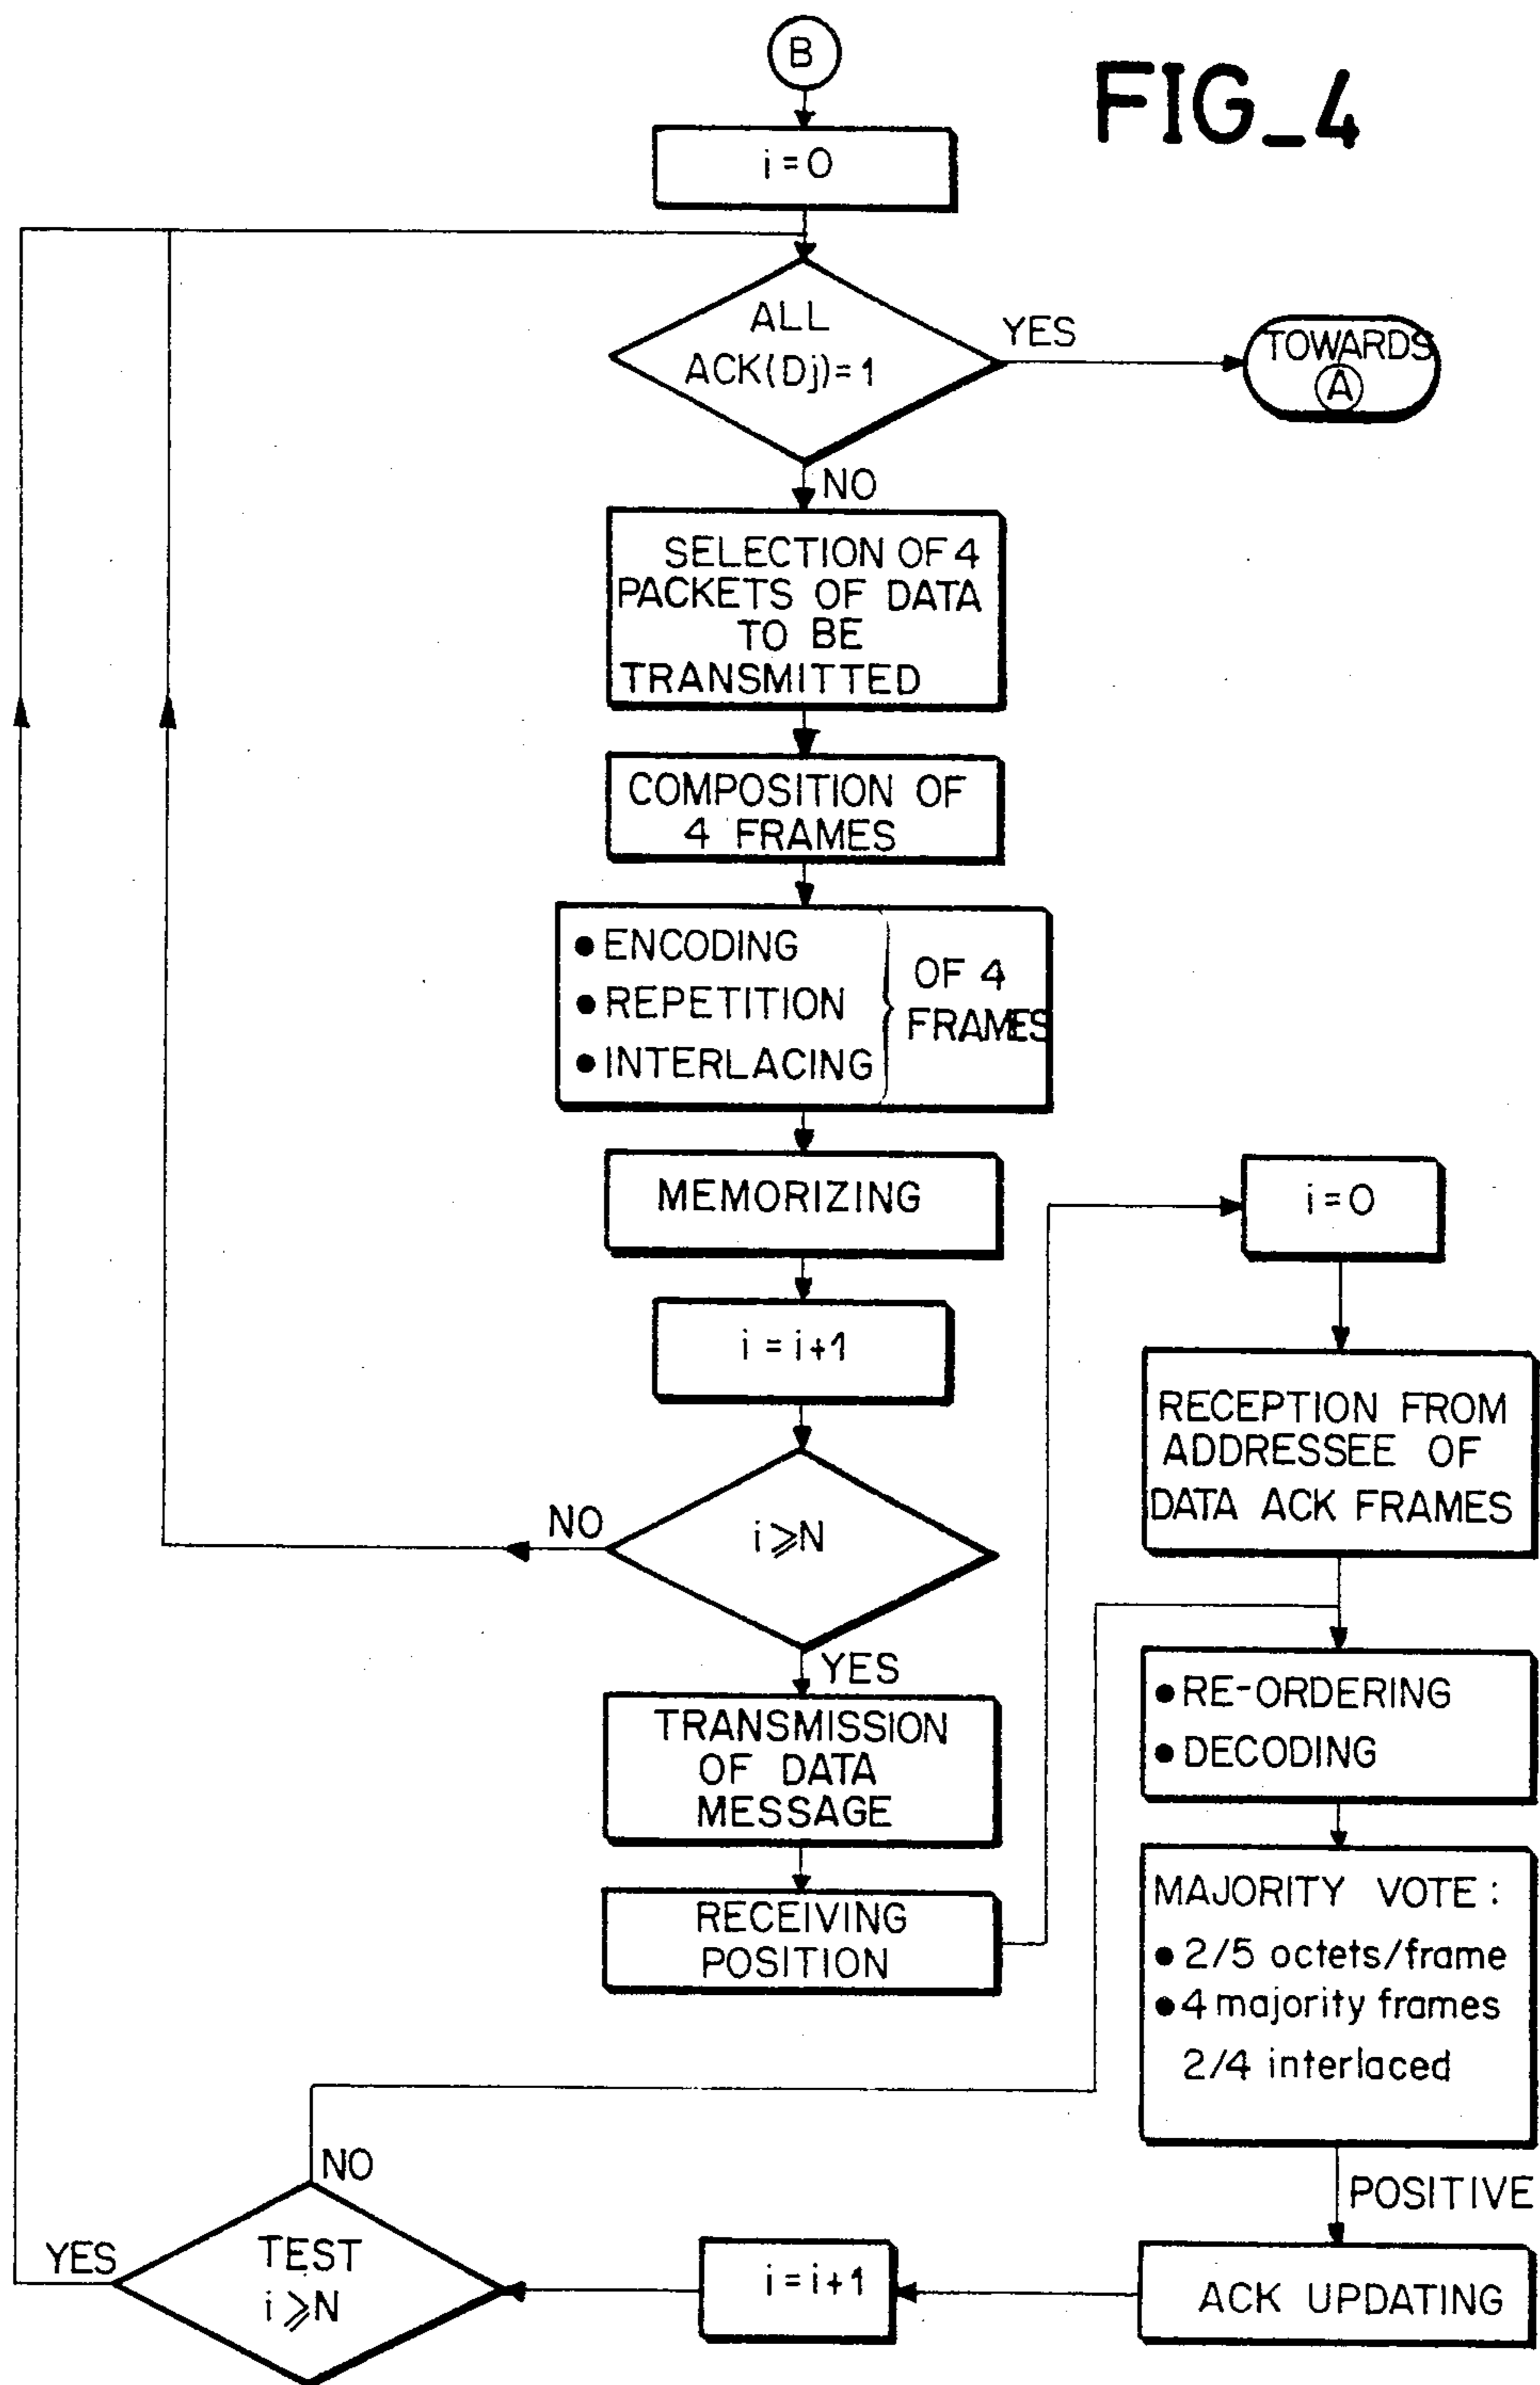 B
FIG_4
i = 0
ALL
ACK(Dj)=1
YES
TOWARDS
A
NO
SELECTION OF 4
PACKETS OF DATA
TO BE
TRANSMITTED
COMPOSITION OF
4 FRAMES
• ENCODING
• REPETITION
• INTERLACING
OF 4
FRAMES
MEMORIZING
i = 0
i = i+1
RECEPTION FROM
ADDRESSEE OF
DATA ACK FRAMES
NO
i ⩾ N
YES
TRANSMISSION
OF DATA
MESSAGE
• RE-ORDERING
• DECODING
RECEIVING
POSITION
MAJORITY VOTE :
• 2/5 octets/frame
• 4 majority frames
2/4 interlaced
POSITIVE
NO
YES
TEST
i ⩾ N
i = i+1
ACK UPDATING